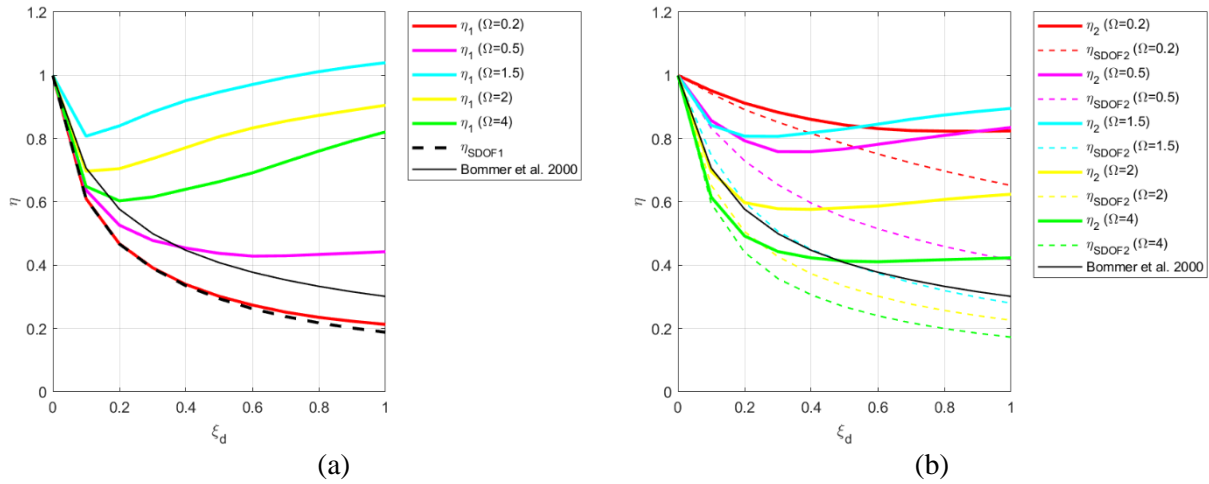 1.2
1
0.8
0.6
0.4
0.2
0
η
0 0.2 0.4 0.6 0.8 1
ξd
η1 (Ω=0.2)
η1 (Ω=0.5)
η1 (Ω=1.5)
η1 (Ω=2)
η1 (Ω=4)
ηSDOF1
Bommer et al. 2000
(a)
1.2
1
0.8
0.6
0.4
0.2
0
η
0 0.2 0.4 0.6 0.8 1
ξd
η2 (Ω=0.2)
ηSDOF2 (Ω=0.2)
η2 (Ω=0.5)
ηSDOF2 (Ω=0.5)
η2 (Ω=1.5)
ηSDOF2 (Ω=1.5)
η2 (Ω=2)
ηSDOF2 (Ω=2)
η2 (Ω=4)
ηSDOF2 (Ω=4)
Bommer et al. 2000
(b)